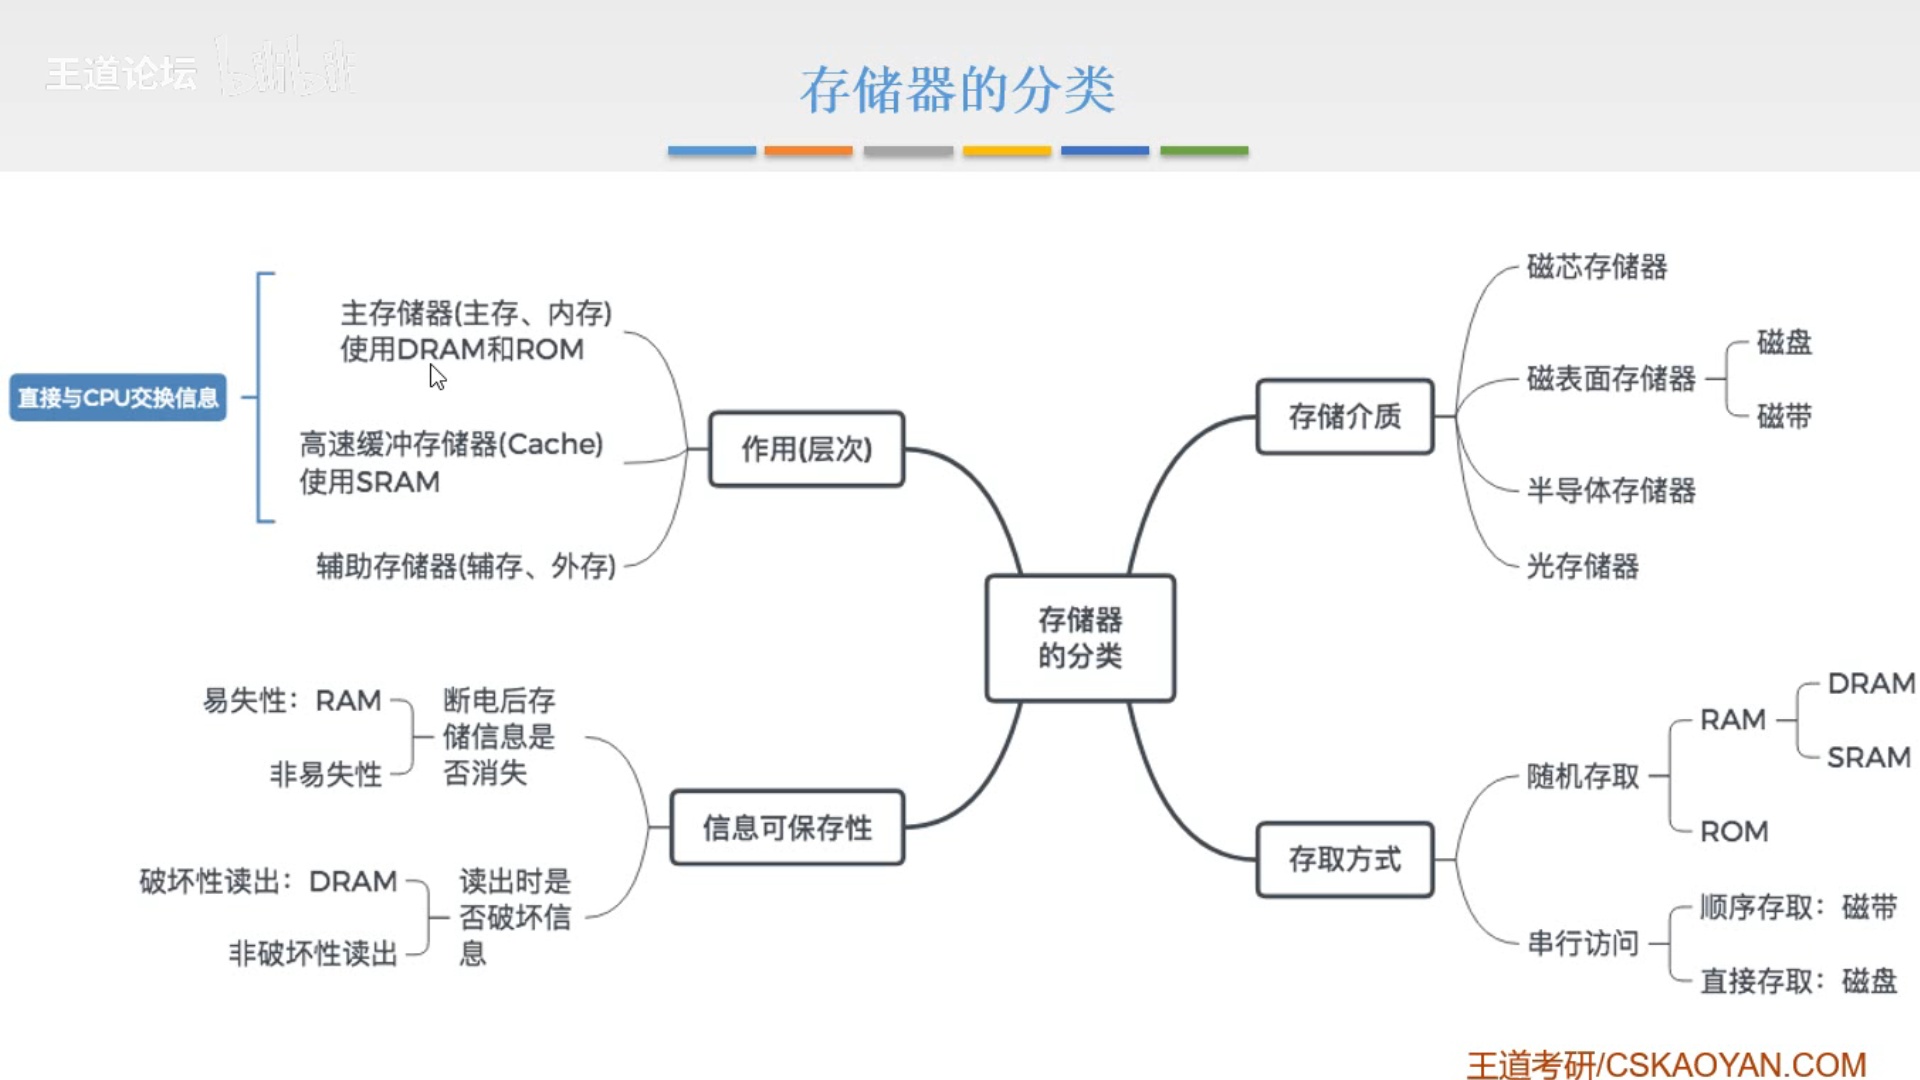 王道论坛 bilibili
存储器的分类
直接与CPU交换信息
主存储器(主存、内存)
使用DRAM和ROM
高速缓冲存储器(Cache)
使用SRAM
辅助存储器(辅存、外存)
作用(层次)
易失性：RAM
非易失性
断电后存
储信息是
否消失
破坏性读出：DRAM
非破坏性读出
读出时是
否破坏信
息
信息可保存性
存储器
的分类
存储介质
磁芯存储器
磁表面存储器
磁盘
磁带
半导体存储器
光存储器
存取方式
随机存取
RAM
DRAM
SRAM
ROM
串行访问
顺序存取：磁带
直接存取：磁盘
王道考研/CSKAOYAN.COM